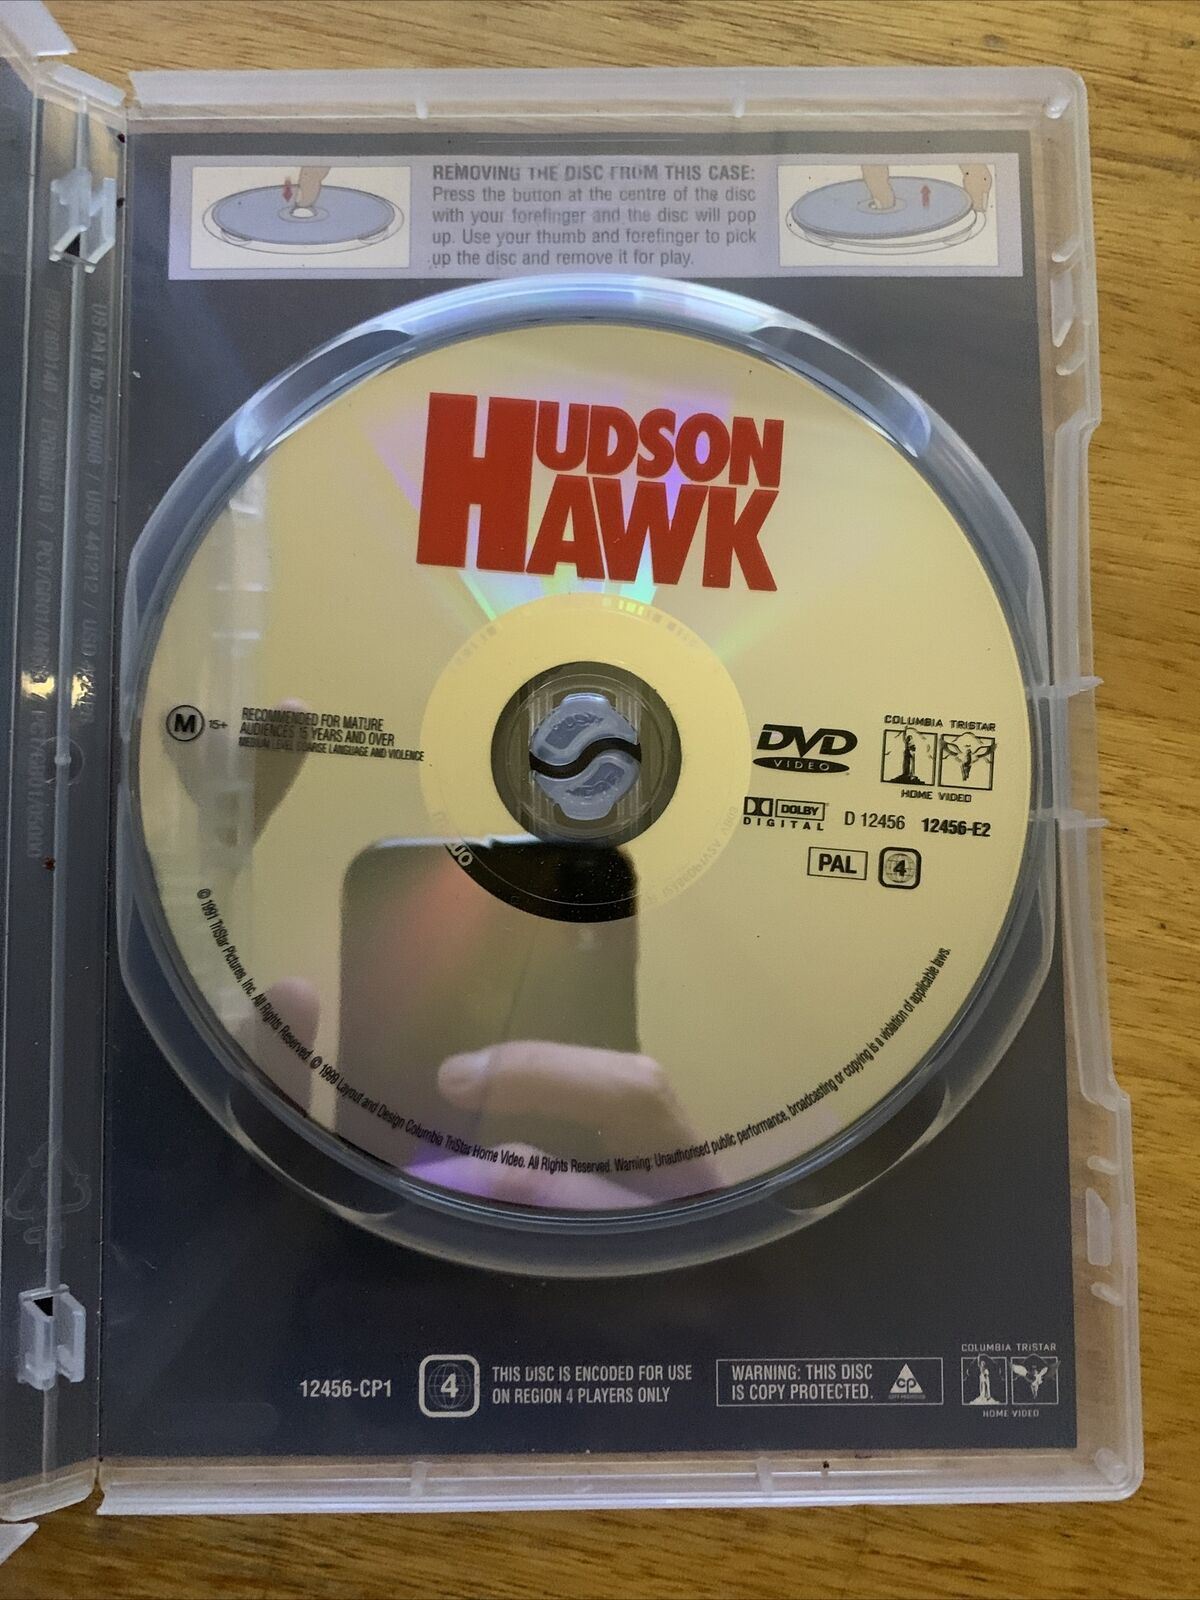 REMOVING THE DISC FROM THIS CASE:
Press the button at the centre of the disc
with your forefinger and the disc will pop
up. Use your thumb and forefinger to pick
up the disc and remove it for play.
HUDSON
HAWK
M 15+
RECOMMENDED FOR MATURE
AUDIENCES 15 YEARS AND OVER
MEDIUM LEVEL COARSE LANGUAGE AND VIOLENCE
DVD
VIDEO
COLUMBIA TRISTAR
HOME VIDEO
DOLBY
DIGITAL
D 12456
12456-E2
PAL
4
© 1991 TriStar Pictures, Inc. All Rights Reserved. © 1999 Layout and Design Columbia TriStar Home Video. All Rights Reserved. Warning: Unauthorised public performance, broadcasting or copying is a violation of applicable laws.
US PAT No 5788068
12456-CP1
4
THIS DISC IS ENCODED FOR USE
ON REGION 4 PLAYERS ONLY
WARNING: THIS DISC
IS COPY PROTECTED.
cp
COLUMBIA TRISTAR
HOME VIDEO